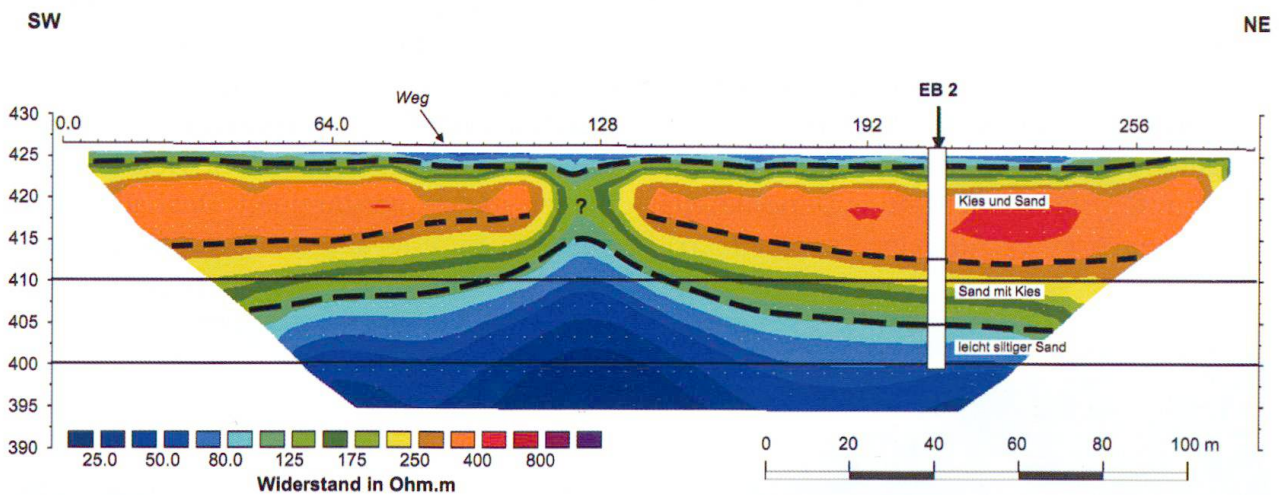 SW
NE
Weg
EB 2
430
0.0
64.0
128
192
256
425
420
?
Kies und Sand
415
410
Sand mit Kies
405
leicht siltiger Sand
400
395
390
25.0 50.0 80.0 125 175 250 400 800
Widerstand in Ohm.m
0 20 40 60 80 100 m